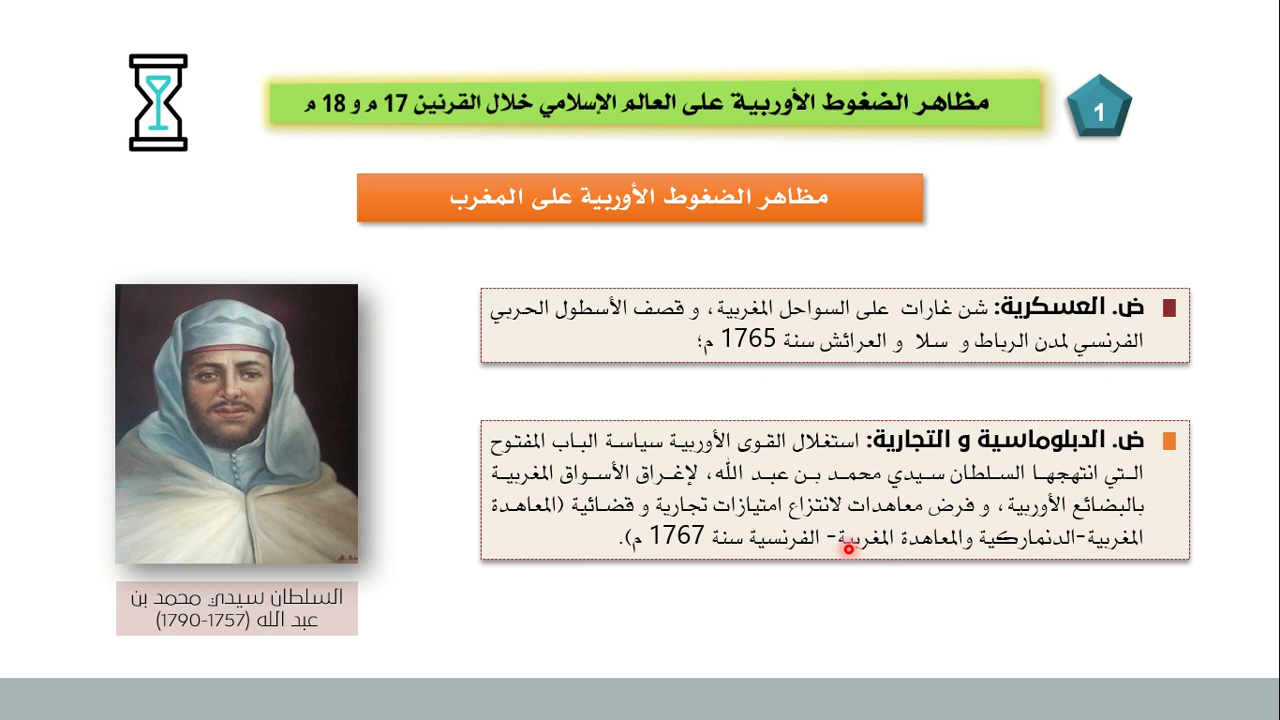 1
مظاهر الضغوط الأوربية على العالم الإسلامي خلال القرنين 17 م و 18 م
مظاهر الضغوط الأوربية على المغرب
ض. العسكرية: شن غارات على السواحل المغربية، و قصف الأسطول الحربي
الفرنسي لمدن الرباط و سلا و العرائش سنة 1765 م؛
ض. الدبلوماسية و التجارية: استغلال القوى الأوربية سياسة الباب المفتوح
التي انتهجها السلطان سيدي محمد بن عبد الله، لإغراق الأسواق المغربية
بالبضائع الأوربية، و فرض معاهدات لانتزاع امتيازات تجارية و قضائية (المعاهدة
المغربية-الدنماركية والمعاهدة المغربية- الفرنسية سنة 1767 م).
السلطان سيدي محمد بن
عبد الله (1757-1790)